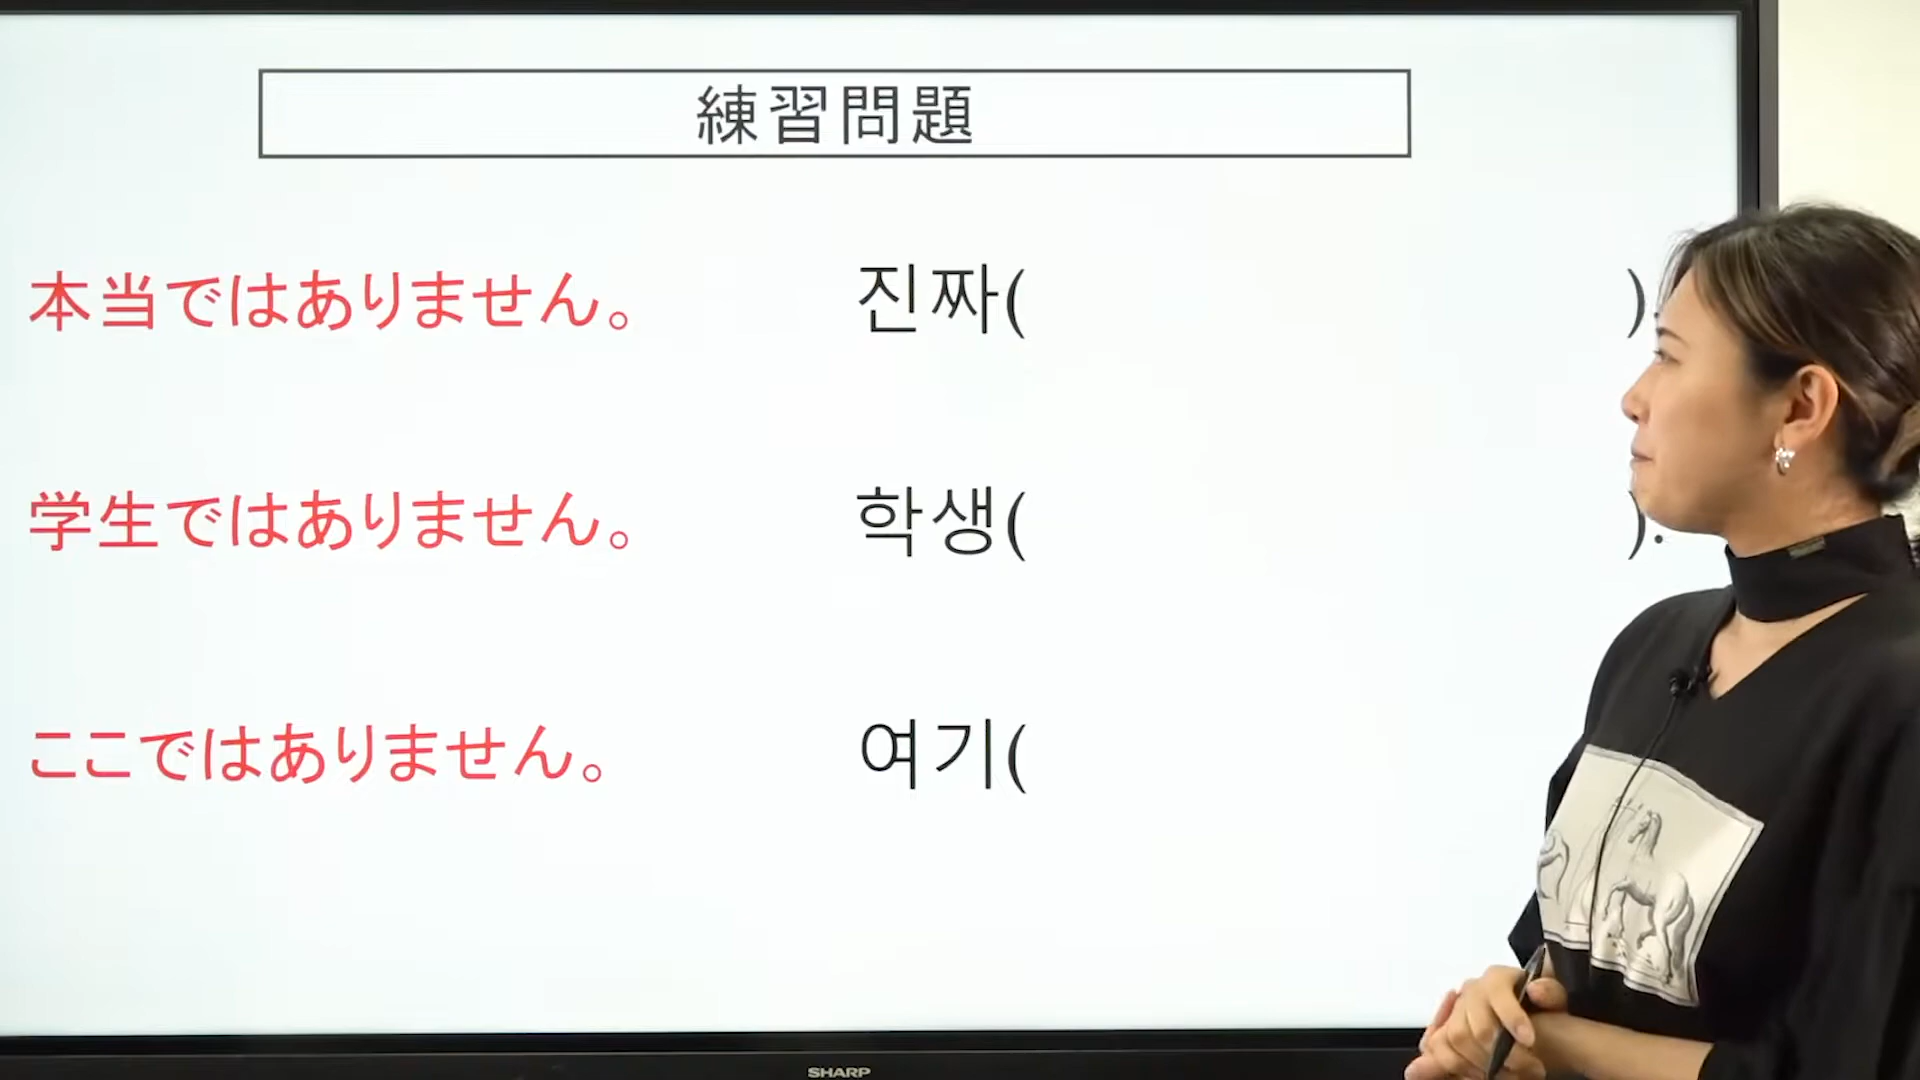 練習問題
本当ではありません。 진짜( )
学生ではありません。 학생( ).
ここではありません。 여기(
SHARP